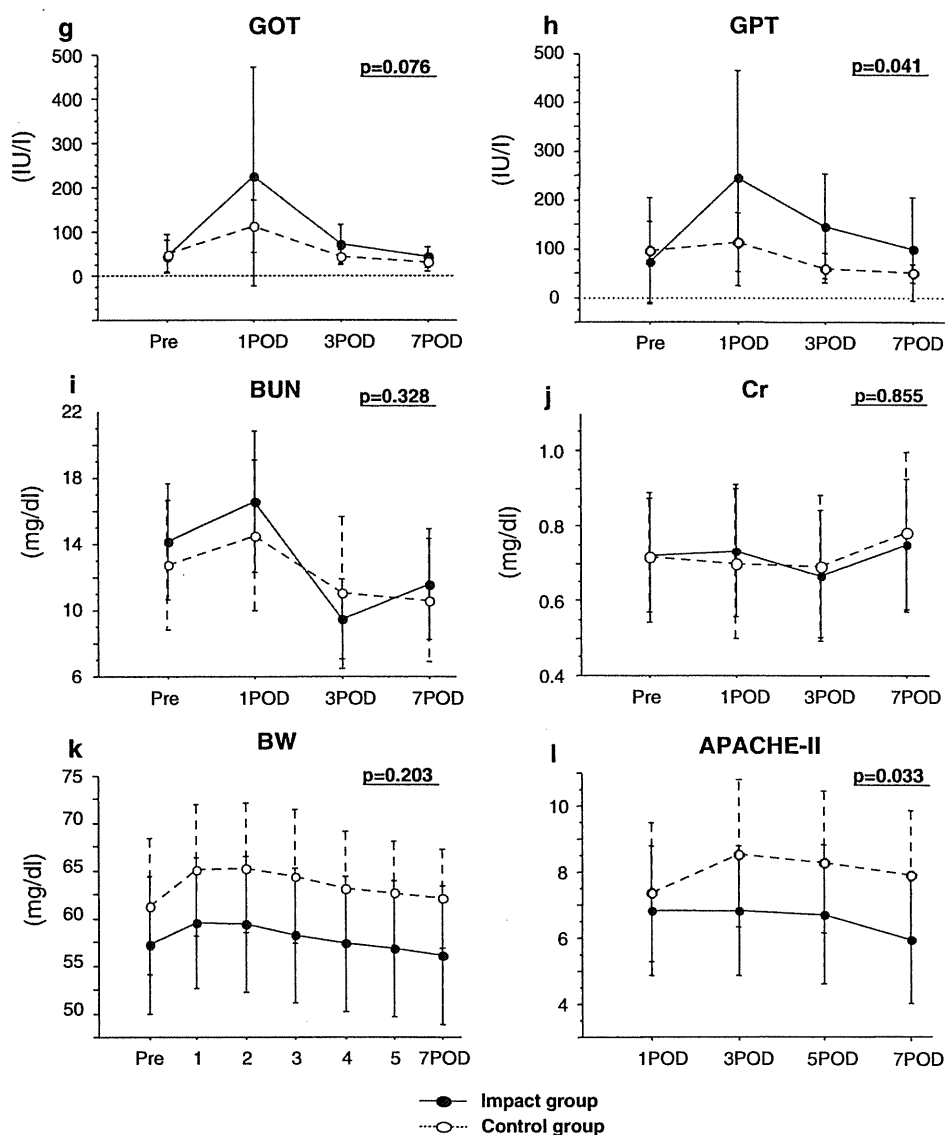 g
GOT
p=0.076
500
400
300
200
100
0
(IU/l)
Pre
1POD
3POD
7POD
h
GPT
p=0.041
500
400
300
200
100
0
(IU/l)
Pre
1POD
3POD
7POD
i
BUN
p=0.328
22
18
14
10
6
(mg/dl)
Pre
1POD
3POD
7POD
j
Cr
p=0.855
1.0
0.8
0.6
0.4
(mg/dl)
Pre
1POD
3POD
7POD
k
BW
p=0.203
75
70
65
60
55
50
(mg/dl)
Pre
1
2
3
4
5
7POD
l
APACHE-II
p=0.033
10
8
6
4
1POD
3POD
5POD
7POD
Impact group
Control group